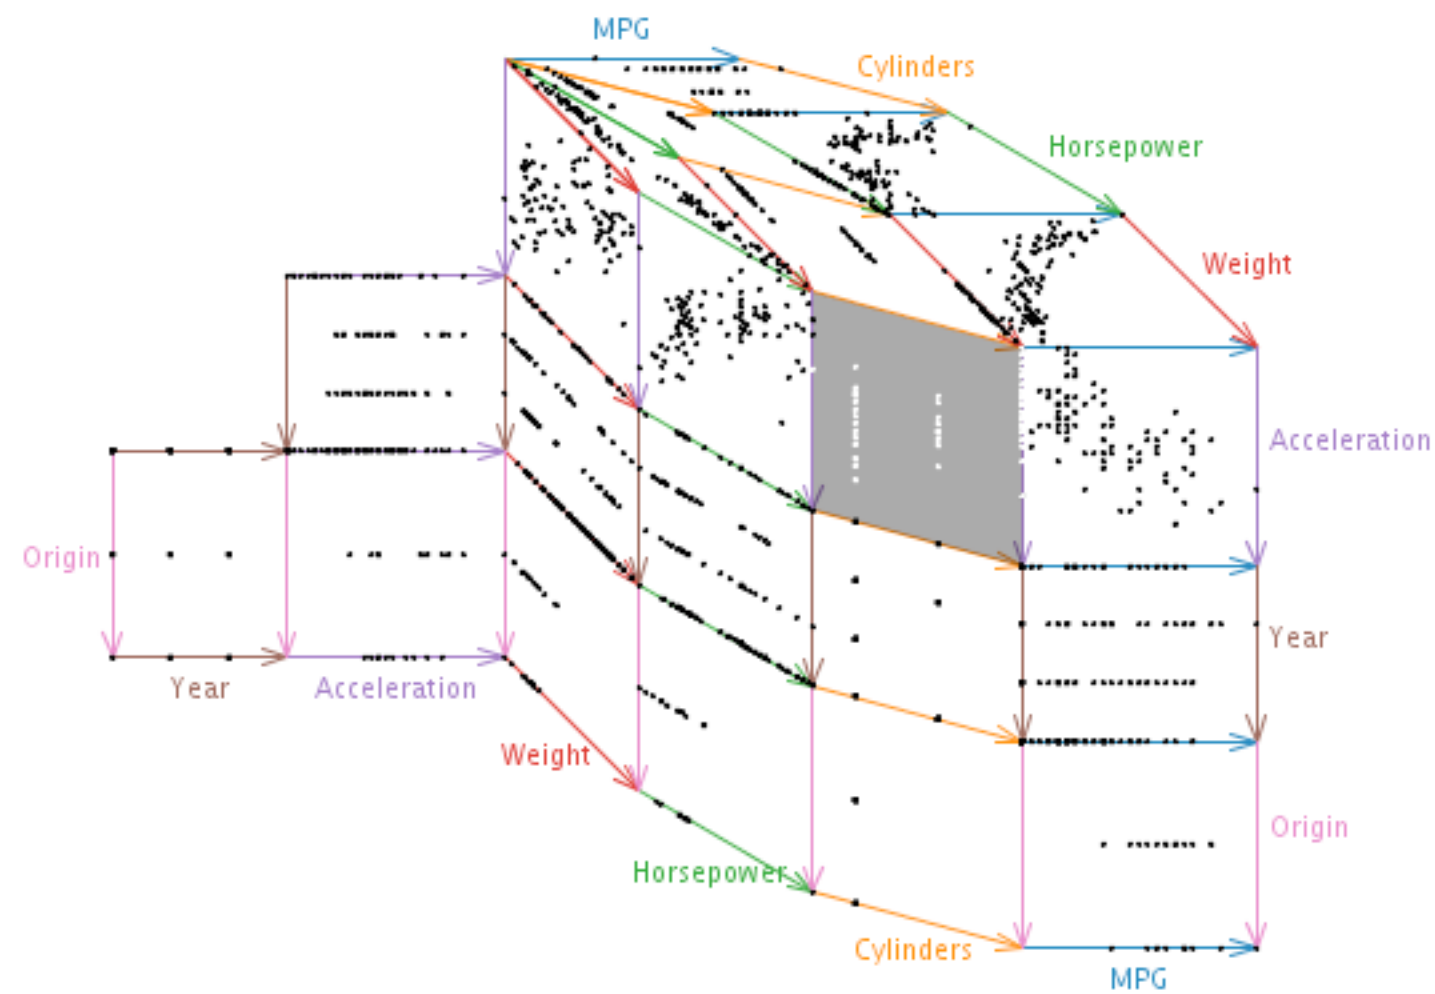 MPG
Cylinders
Horsepower
Weight
Acceleration
Origin
Year
Year
Acceleration
Weight
Origin
Horsepower
Cylinders
MPG